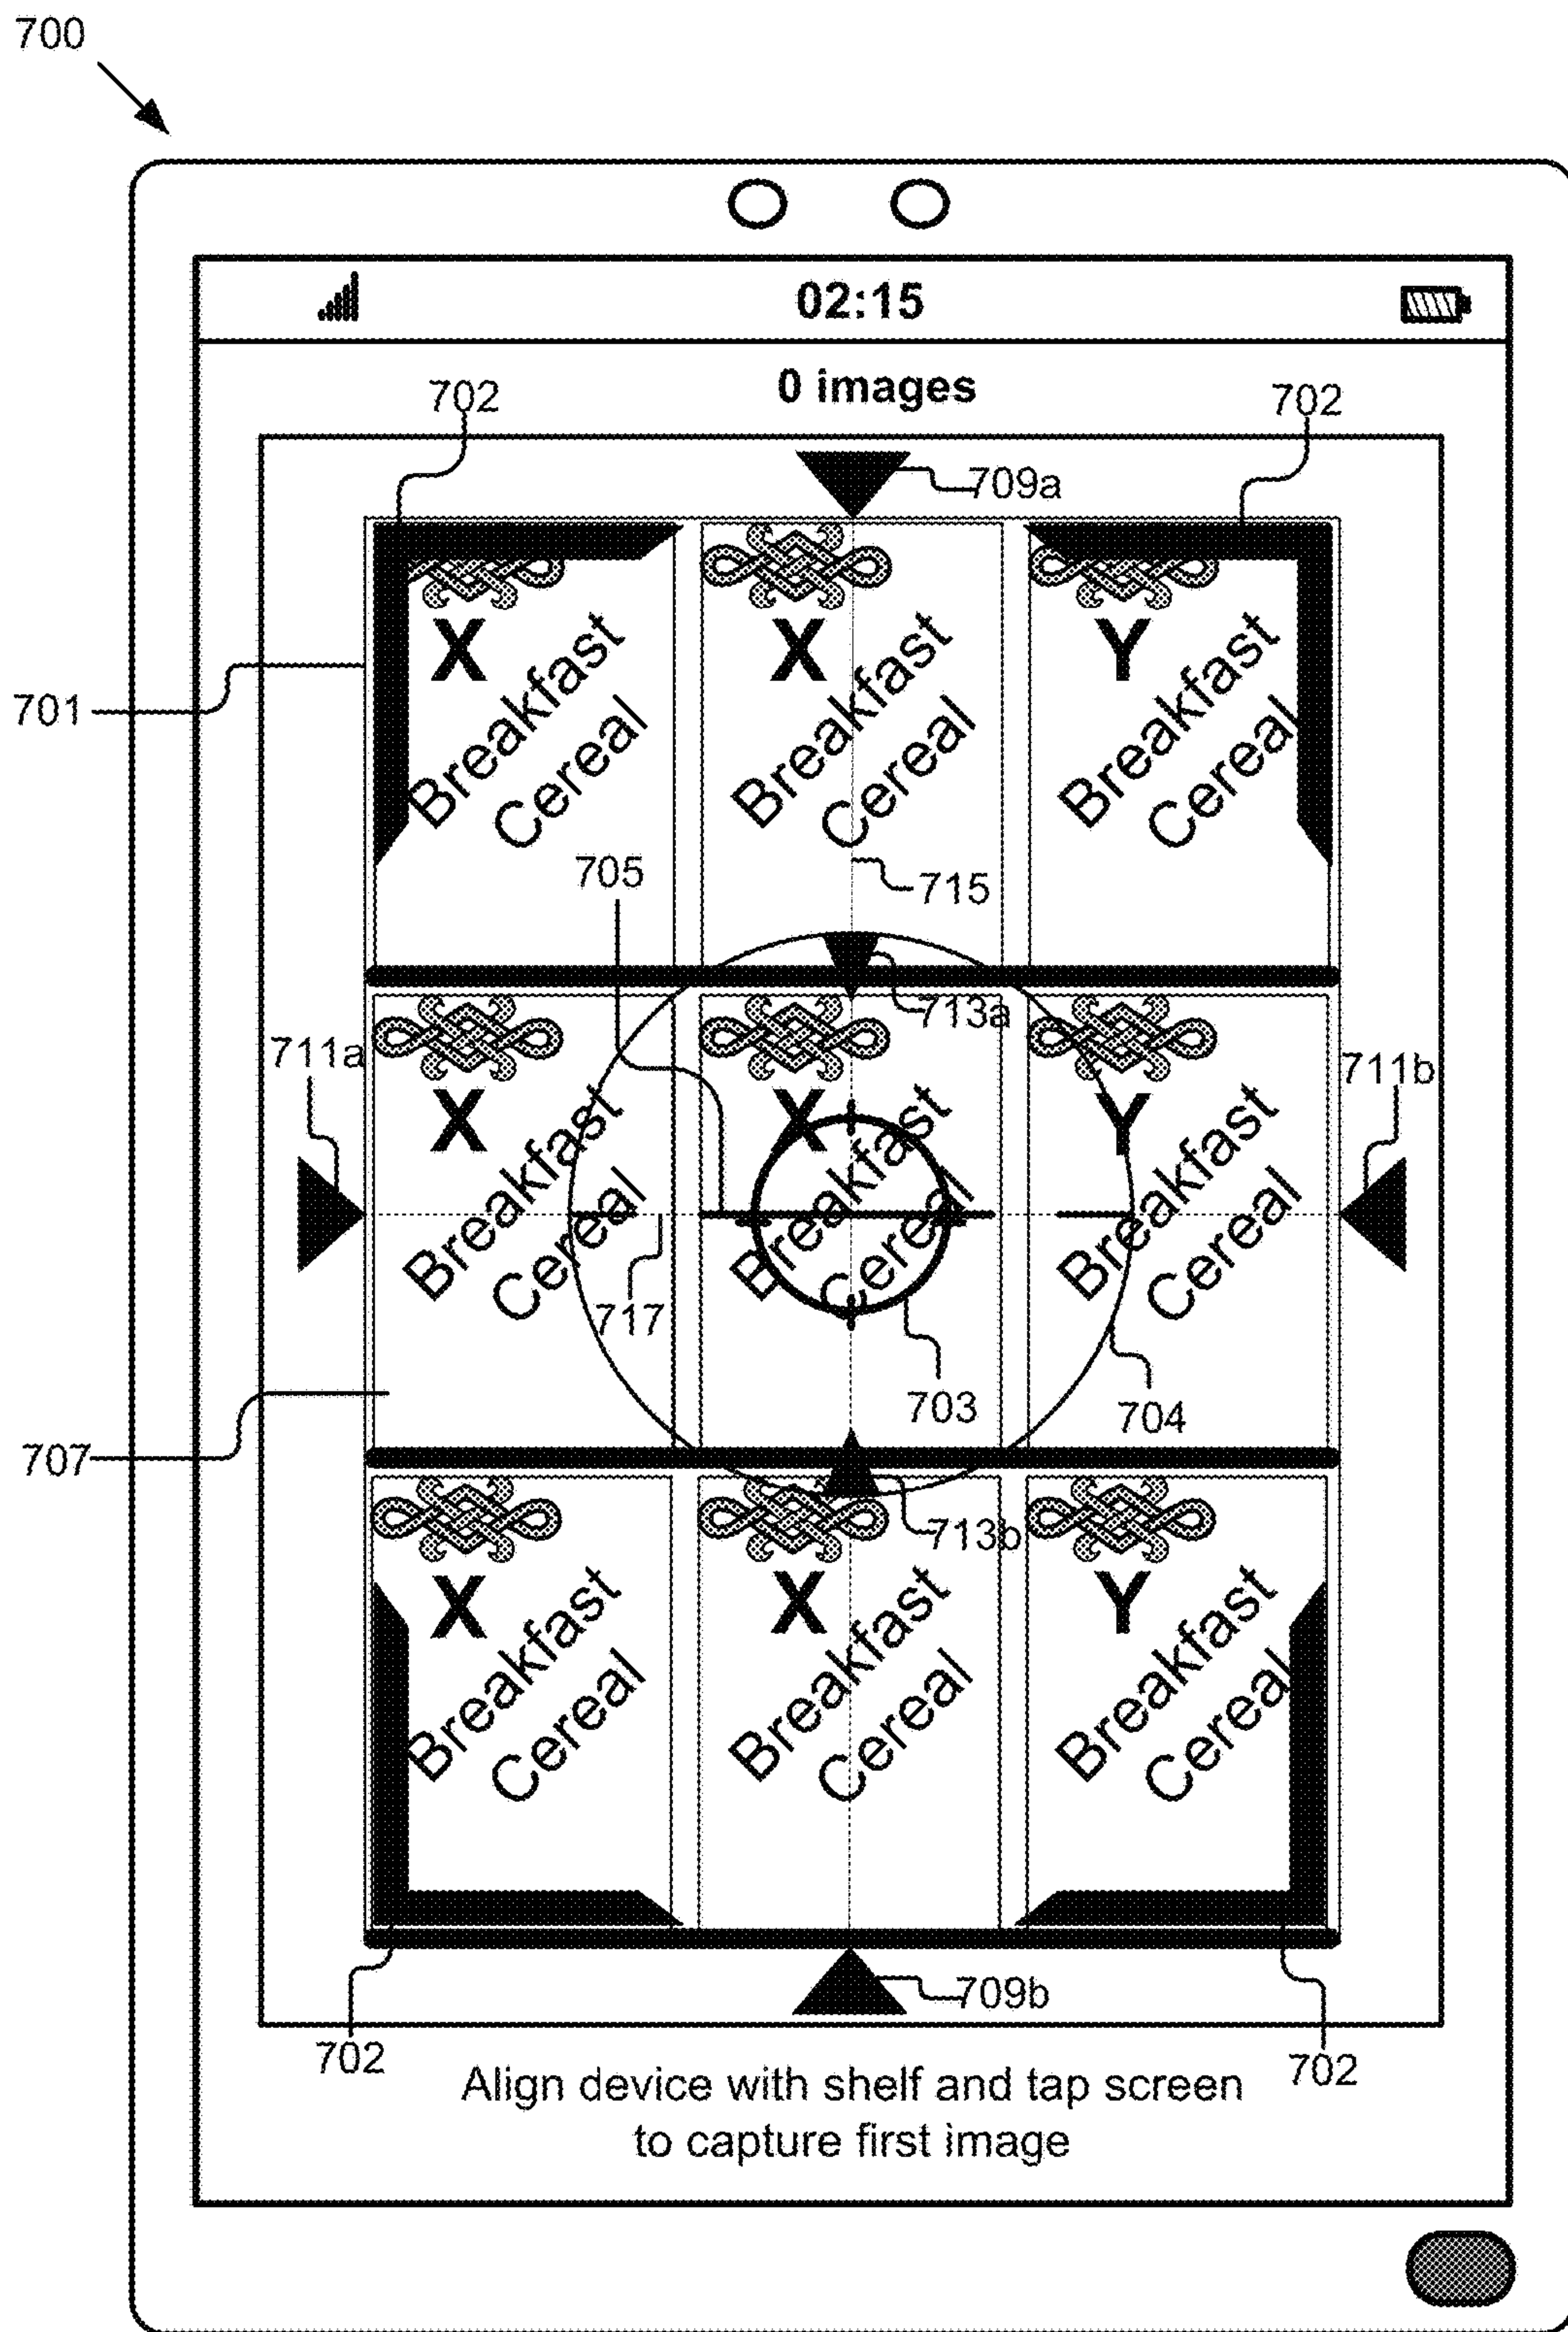 700
02:15
0 images
702
702
709a
X
Breakfast
Cereal
X
Breakfast
Cereal
Y
Breakfast
Cereal
701
705
715
713a
711a
711b
X
Breakfast
Cereal
X
Breakfast
Cereal
Y
Breakfast
Cereal
717
703
704
707
713b
X
Breakfast
Cereal
X
Breakfast
Cereal
Y
Breakfast
Cereal
709b
702
702
Align device with shelf and tap screen
to capture first image